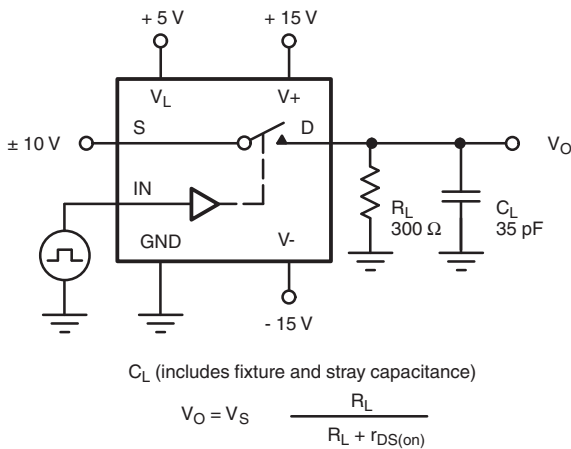 + 5 V
+ 15 V
V_L
V+
S
D
± 10 V
V_O
IN
R_L
300 Ω
C_L
35 pF
GND
V-
- 15 V
C_L (includes fixture and stray capacitance)
V_O = V_S R_L / R_L + r_DS(on)